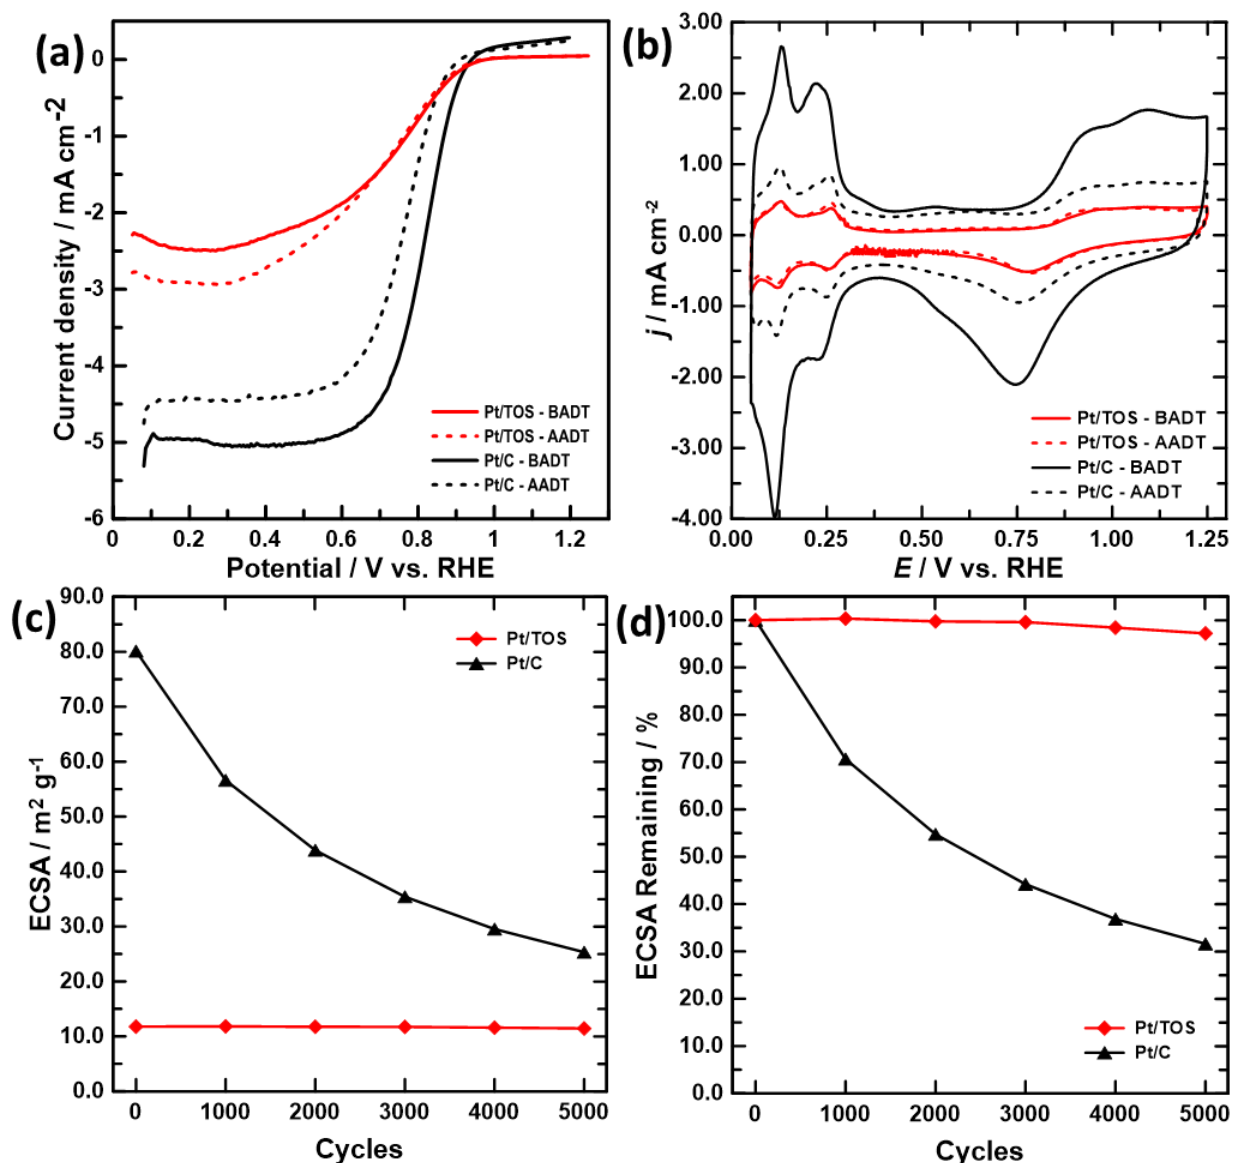 (a)
0
-1
-2
-3
-4
-5
-6
Current density / mA cm-2
Pt/TOS - BADT
Pt/TOS - AADT
Pt/C - BADT
Pt/C - AADT
0 0.2 0.4 0.6 0.8 1 1.2
Potential / V vs. RHE
(b)
3.00
2.00
1.00
0.00
-1.00
-2.00
-3.00
-4.00
j / mA cm-2
Pt/TOS - BADT
Pt/TOS - AADT
Pt/C - BADT
Pt/C - AADT
0.00 0.25 0.50 0.75 1.00 1.25
E / V vs. RHE
(c)
90.0
80.0
70.0
60.0
50.0
40.0
30.0
20.0
10.0
0.0
ECSA / m2 g-1
Pt/TOS
Pt/C
0 1000 2000 3000 4000 5000
Cycles
(d)
100.0
90.0
80.0
70.0
60.0
50.0
40.0
30.0
20.0
10.0
0.0
ECSA Remaining / %
Pt/TOS
Pt/C
0 1000 2000 3000 4000 5000
Cycles